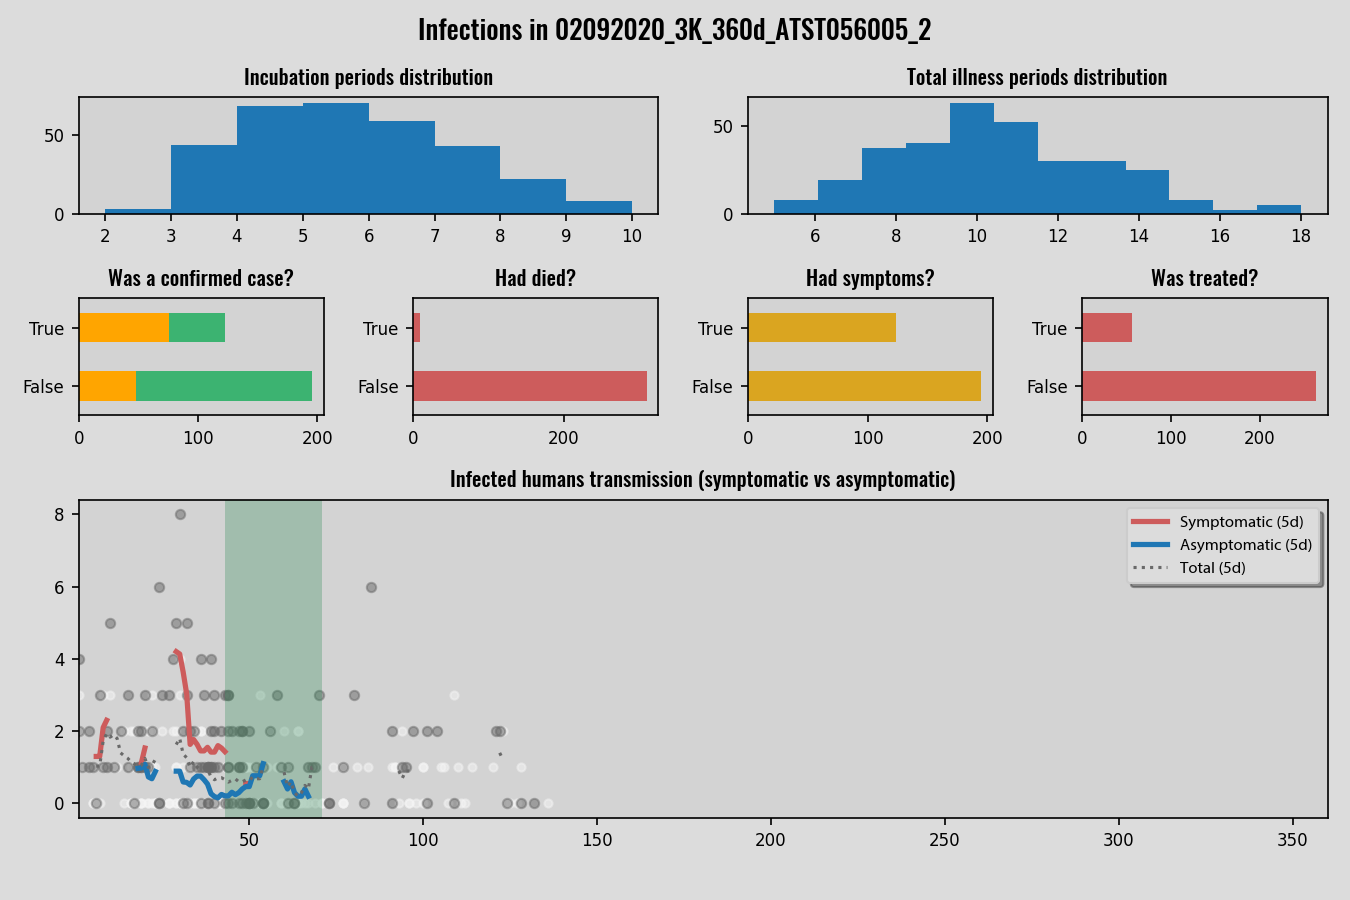 Infections in 02092020_3K_360d_ATST056005_2
Incubation periods distribution
Total illness periods distribution
50
0
2 3 4 5 6 7 8 9 10
50
0
6 8 10 12 14 16 18
Was a confirmed case?
Had died?
Had symptoms?
Was treated?
True
False
0 100 200
True
False
0 200
True
False
0 100 200
True
False
0 100 200
Infected humans transmission (symptomatic vs asymptomatic)
8
6
4
2
0
Symptomatic (5d)
Asymptomatic (5d)
Total (5d)
50 100 150 200 250 300 350